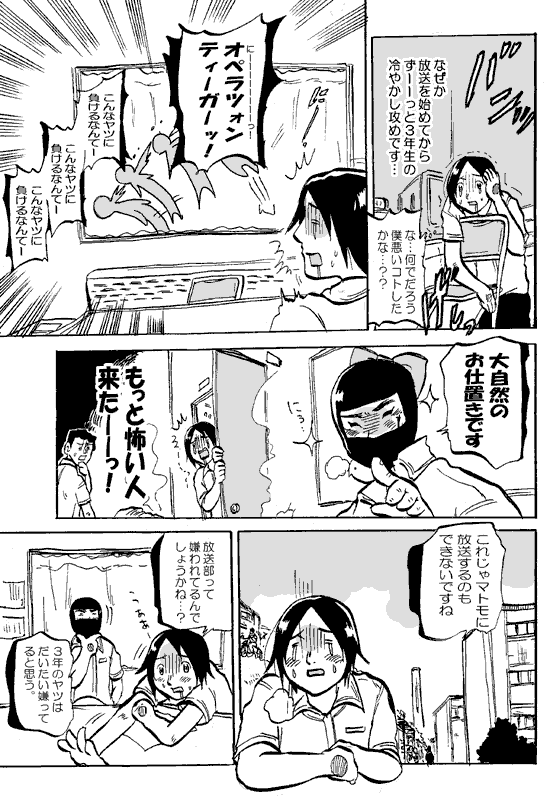 なぜか
放送を始めてから
ずーーっと3年生の
冷やかし攻めです…
な…何でだろう
僕悪いコトした
かな…？？
オペラツォン
ティーガーッ！
こんなヤツに
負けるなんてー
こんなヤツに
負けるなんてー
こんなヤツに
負けるなんてー
大自然の
お仕置きです
もっと怖い人
来たーーっ！
これじゃマトモに
放送するのも
できないですね
放送部って
嫌われてるんで
しょうかね…？
3年のヤツは
だいたい嫌って
ると思う。